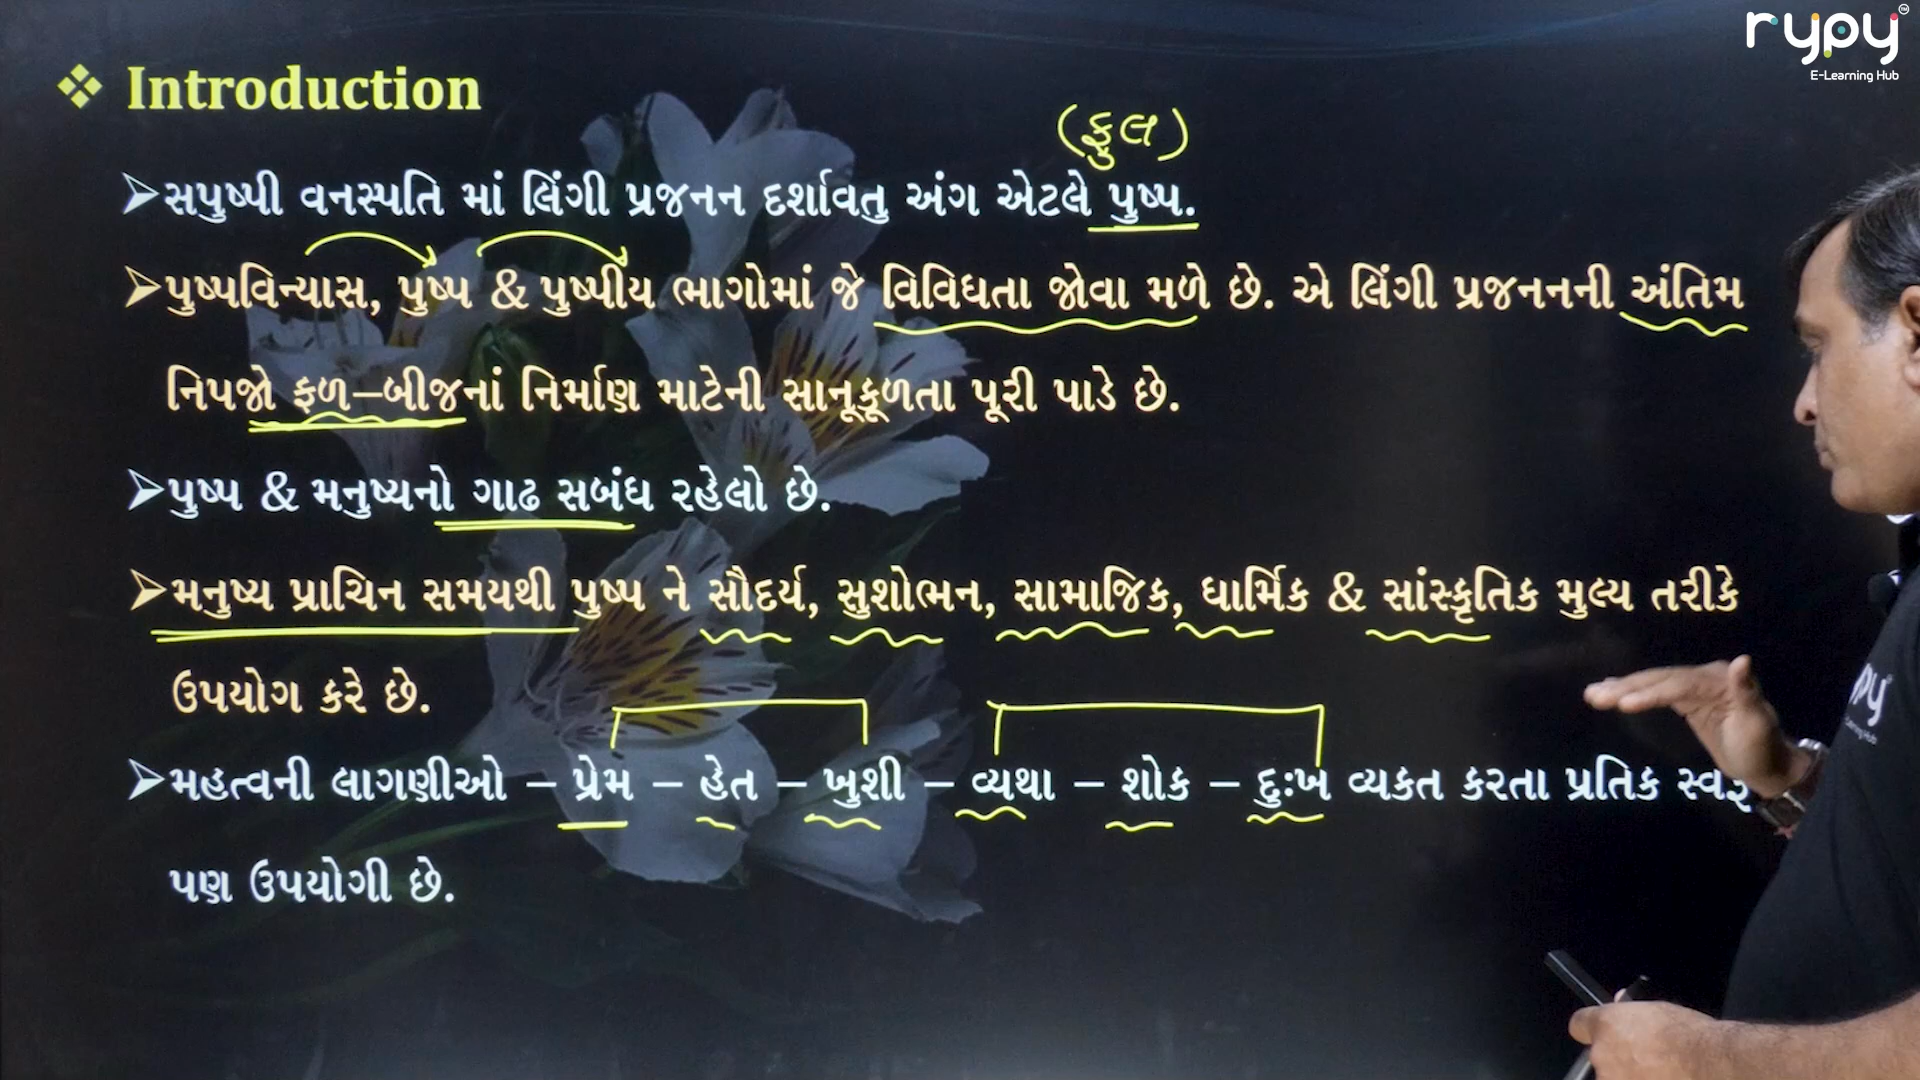 rypy
E-Learning Hub
❖ Introduction
(ફુલ)
➢સપુષ્પી વનસ્પતિ માં લિંગી પ્રજનન દર્શાવતુ અંગ એટલે પુષ્પ.
➢પુષ્પવિન્યાસ, પુષ્પ & પુષ્પીય ભાગોમાં જે વિવિધતા જોવા મળે છે. એ લિંગી પ્રજનનની અંતિમ
નિપજો ફળ–બીજનાં નિર્માણ માટેની સાનૂકૂળતા પૂરી પાડે છે.
➢પુષ્પ & મનુષ્યનો ગાઢ સબંધ રહેલો છે.
➢મનુષ્ય પ્રાચિન સમયથી પુષ્પ ને સૌદર્ય, સુશોભન, સામાજિક, ધાર્મિક & સાંસ્કૃતિક મુલ્ય તરીકે
ઉપયોગ કરે છે.
➢મહત્વની લાગણીઓ – પ્રેમ – હેત – ખુશી – વ્યથા – શોક – દુઃખ વ્યકત કરતા પ્રતિક
પણ ઉપયોગી છે.